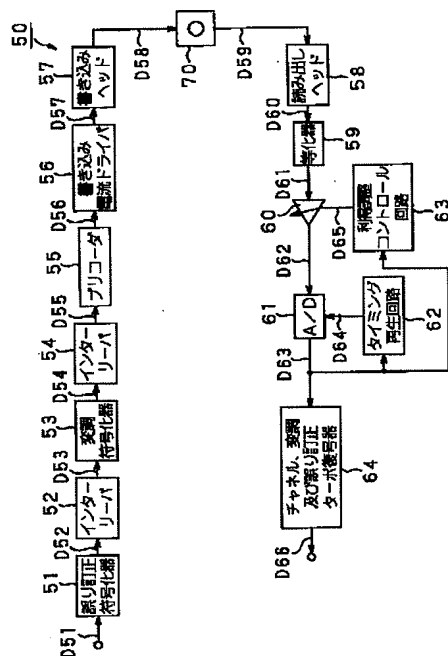 50
D51
51
誤り訂正
符号化器
D52
52
インター
リーバ
D53
53
変調
符号化器
D54
54
インター
リーバ
D55
55
プリコーダ
D56
56
書き込み
電流ドライバ
D57
57
書き込み
ヘッド
D58
70
D59
読み出し
ヘッド
58
D60
等化器
59
D61
60
D62
D65
利得調整
コントロール
回路
63
61
A/D
D64
タイミング
再生回路
62
D63
チャネル、変調
及び誤り訂正
ターボ復号器
64
D66